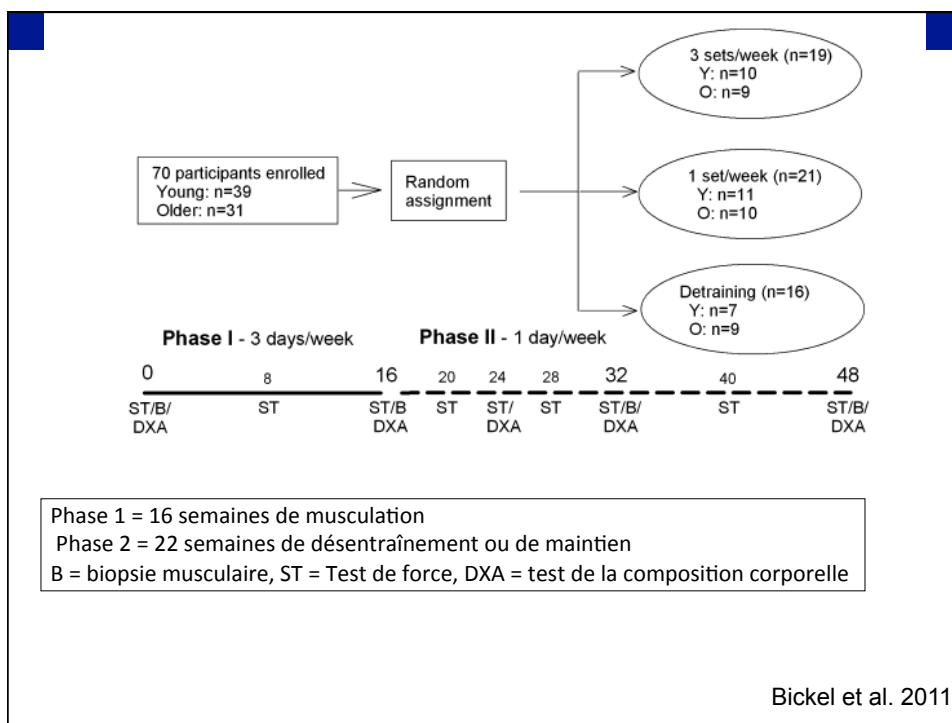 3 sets/week (n=19)
Y: n=10
O: n=9
70 participants enrolled
Young: n=39
Older: n=31
Random
assignment
1 set/week (n=21)
Y: n=11
O: n=10
Detraining (n=16)
Y: n=7
O: n=9
Phase I - 3 days/week
Phase II - 1 day/week
0 8 16 20 24 28 32 40 48
ST/B/ ST ST/B ST ST/ ST ST/B/ ST ST/B/
DXA DXA DXA DXA DXA
Phase 1 = 16 semaines de musculation
Phase 2 = 22 semaines de désentraînement ou de maintien
B = biopsie musculaire, ST = Test de force, DXA = test de la composition corporelle
Bickel et al. 2011